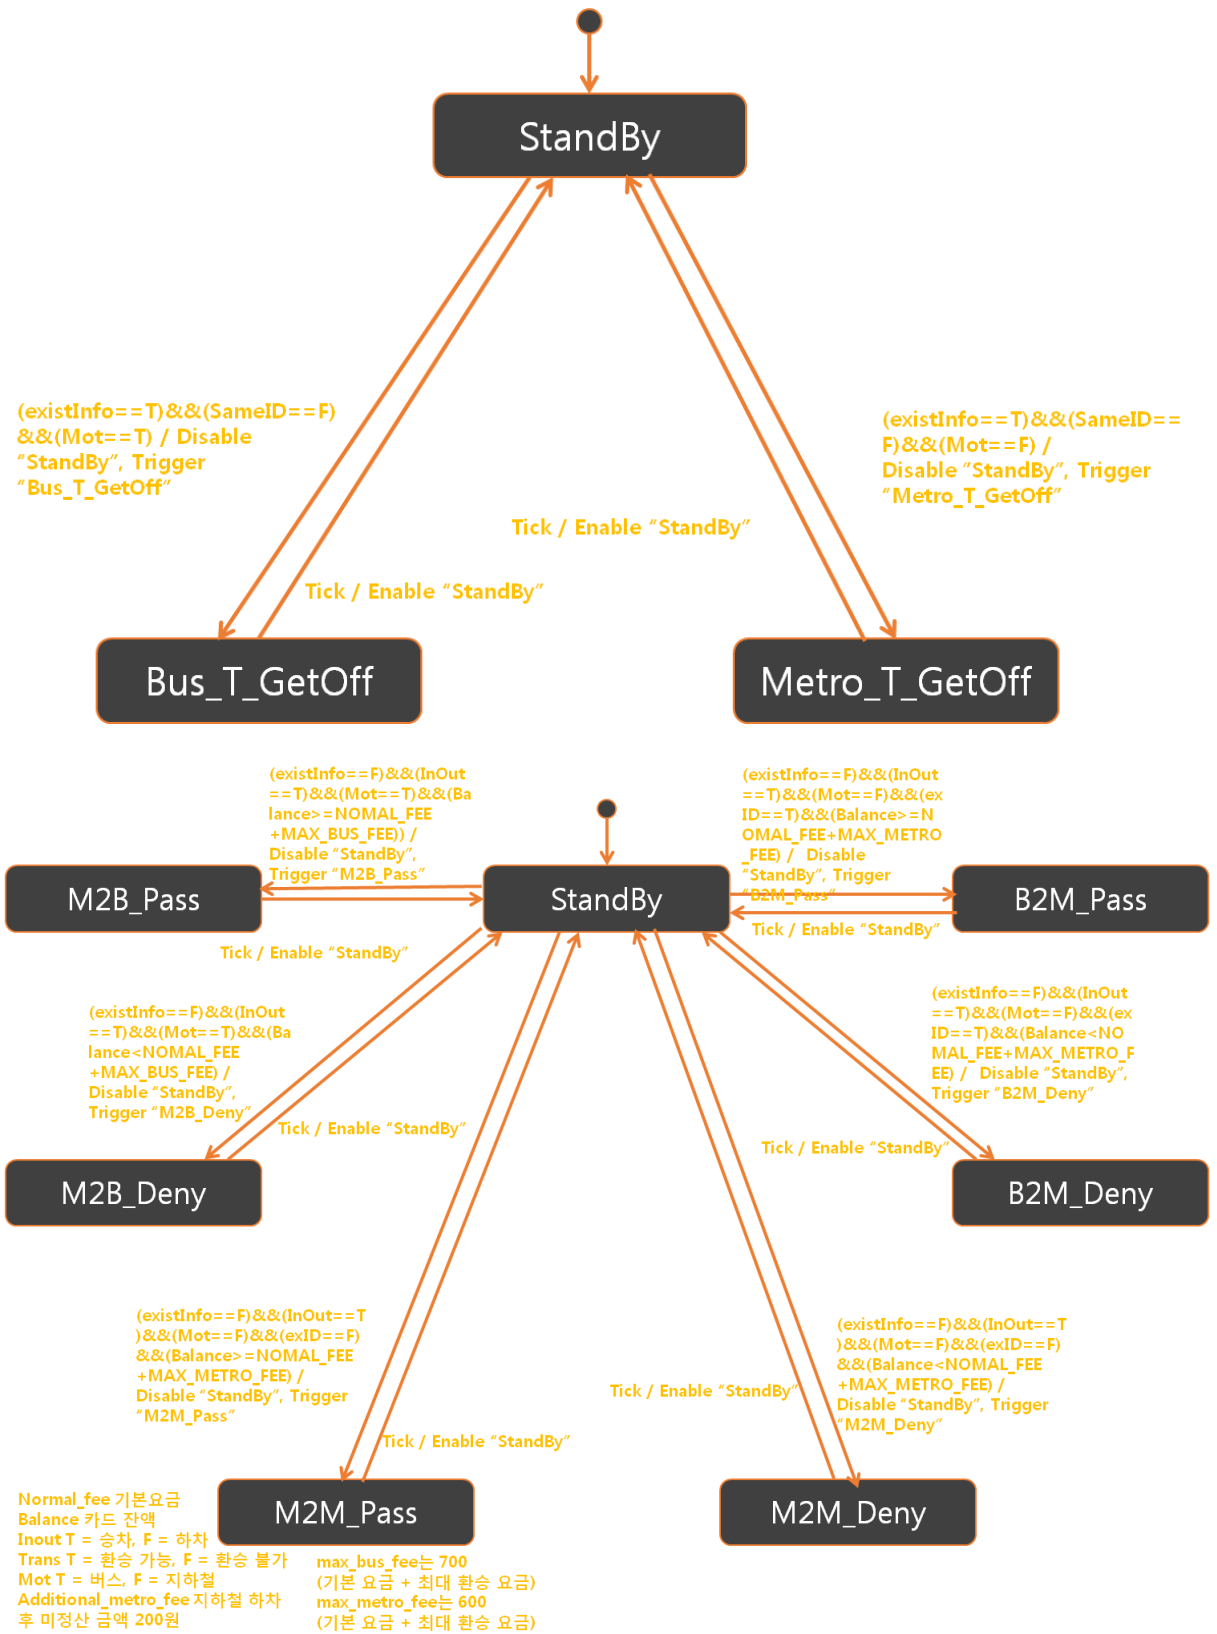 StandBy
(existInfo==T)&&(SameID==F)
&&(Mot==T) / Disable
“StandBy”, Trigger
“Bus_T_GetOff”
(existInfo==T)&&(SameID==
F)&&(Mot==F) /
Disable “StandBy”, Trigger
“Metro_T_GetOff”
Tick / Enable “StandBy”
Tick / Enable “StandBy”
Bus_T_GetOff
Metro_T_GetOff
(existInfo==F)&&(InOut
==T)&&(Mot==T)&&(Ba
lance>=NOMAL_FEE
+MAX_BUS_FEE)) /
Disable “StandBy”,
Trigger “M2B_Pass”
(existInfo==F)&&(InOut
==T)&&(Mot==F)&&(ex
ID==T)&&(Balance>=N
OMAL_FEE+MAX_METRO
_FEE) / Disable
“StandBy”, Trigger
“B2M_Pass”
M2B_Pass
StandBy
B2M_Pass
Tick / Enable “StandBy”
Tick / Enable “StandBy”
(existInfo==F)&&(InOut
==T)&&(Mot==T)&&(Ba
lance<NOMAL_FEE
+MAX_BUS_FEE) /
Disable “StandBy”,
Trigger “M2B_Deny”
(existInfo==F)&&(InOut
==T)&&(Mot==F)&&(ex
ID==T)&&(Balance<NO
MAL_FEE+MAX_METRO_F
EE) / Disable “StandBy”,
Trigger “B2M_Deny”
Tick / Enable “StandBy”
Tick / Enable “StandBy”
M2B_Deny
B2M_Deny
(existInfo==F)&&(InOut==T
)&&(Mot==F)&&(exID==F)
&&(Balance>=NOMAL_FEE
+MAX_METRO_FEE) /
Disable “StandBy”, Trigger
“M2M_Pass”
(existInfo==F)&&(InOut==T
)&&(Mot==F)&&(exID==F)
&&(Balance<NOMAL_FEE
+MAX_METRO_FEE) /
Disable “StandBy”, Trigger
“M2M_Deny”
Tick / Enable “StandBy”
Tick / Enable “StandBy”
M2M_Pass
M2M_Deny
Normal_fee 기본요금
Balance 카드 잔액
Inout T = 승차, F = 하차
Trans T = 환승 가능, F = 환승 불가
Mot T = 버스, F = 지하철
Additional_metro_fee 지하철 하차
후 미정산 금액 200원
max_bus_fee는 700
(기본 요금 + 최대 환승 요금)
max_metro_fee는 600
(기본 요금 + 최대 환승 요금)